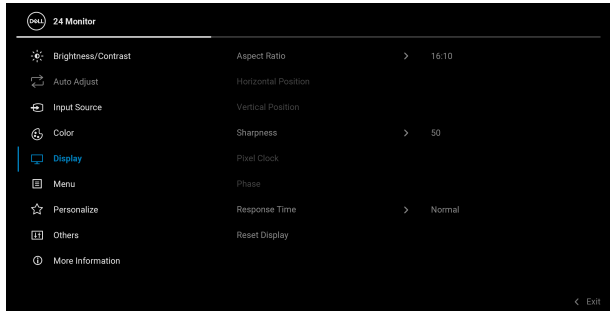 DELL 24 Monitor
Brightness/Contrast Aspect Ratio > 16:10
Auto Adjust Horizontal Position
Input Source Vertical Position
Color Sharpness > 50
Display Pixel Clock
Menu Phase
Personalize Response Time > Normal
Others Reset Display
More Information
< Exit